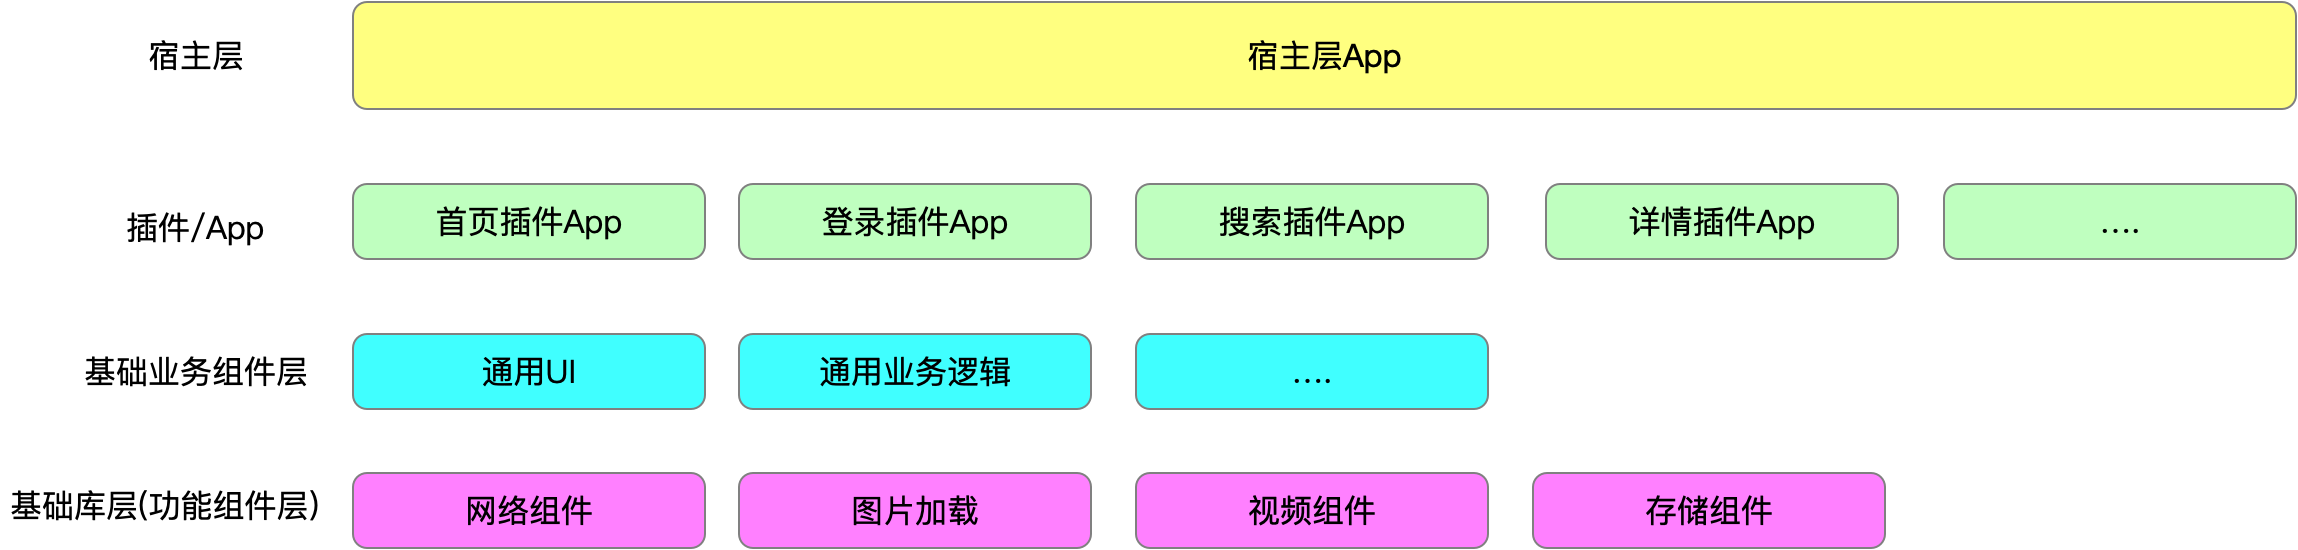 宿主层
宿主层App
插件/App
首页插件App
登录插件App
搜索插件App
详情插件App
....
基础业务组件层
通用UI
通用业务逻辑
....
基础库层(功能组件层)
网络组件
图片加载
视频组件
存储组件